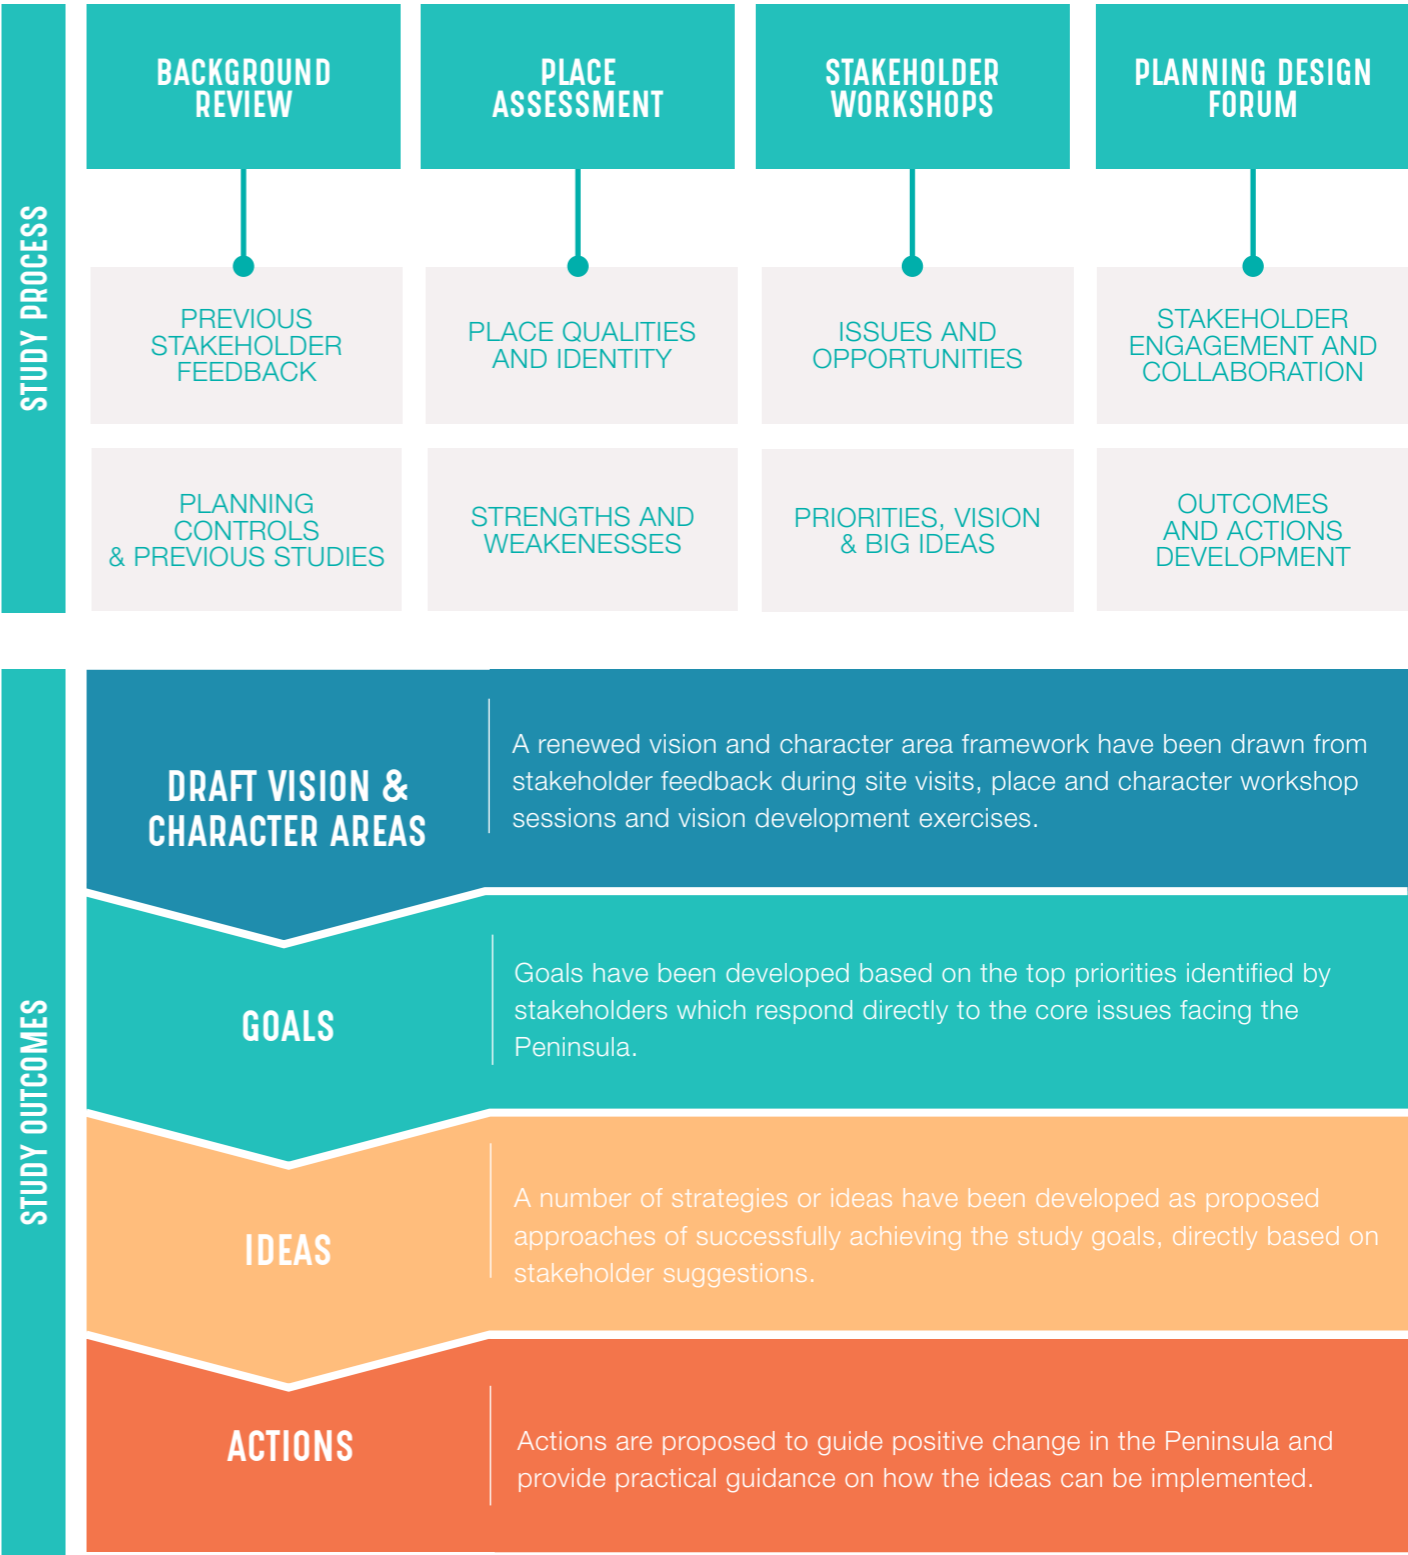 STUDY PROCESS
BACKGROUND
REVIEW
PREVIOUS
STAKEHOLDER
FEEDBACK
PLANNING
CONTROLS
& PREVIOUS STUDIES
PLACE
ASSESSMENT
PLACE QUALITIES
AND IDENTITY
STRENGTHS AND
WEAKENESSES
STAKEHOLDER
WORKSHOPS
ISSUES AND
OPPORTUNITIES
PRIORITIES, VISION
& BIG IDEAS
PLANNING DESIGN
FORUM
STAKEHOLDER
ENGAGEMENT AND
COLLABORATION
OUTCOMES
AND ACTIONS
DEVELOPMENT
STUDY OUTCOMES
DRAFT VISION &
CHARACTER AREAS
A renewed vision and character area framework have been drawn from
stakeholder feedback during site visits, place and character workshop
sessions and vision development exercises.
GOALS
Goals have been developed based on the top priorities identified by
stakeholders which respond directly to the core issues facing the
Peninsula.
IDEAS
A number of strategies or ideas have been developed as proposed
approaches of successfully achieving the study goals, directly based on
stakeholder suggestions.
ACTIONS
Actions are proposed to guide positive change in the Peninsula and
provide practical guidance on how the ideas can be implemented.